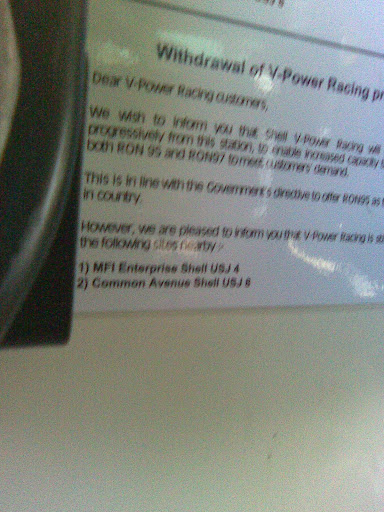 Withdrawal of V-Power Racing pr
Dear V-Power Racing customers,
We wish to inform you that Shell V-Power Racing will
progressively from this station, to enable increased capacity
both RON 95 and RON97 to meet customers' demand.
This is in line with the Government's directive to offer RON95 as
in country.
However, we are pleased to inform you that V-Power Racing is
the following sites nearby :-
1) MFI Enterprise Shell USJ 4
2) Common Avenue Shell USJ 8